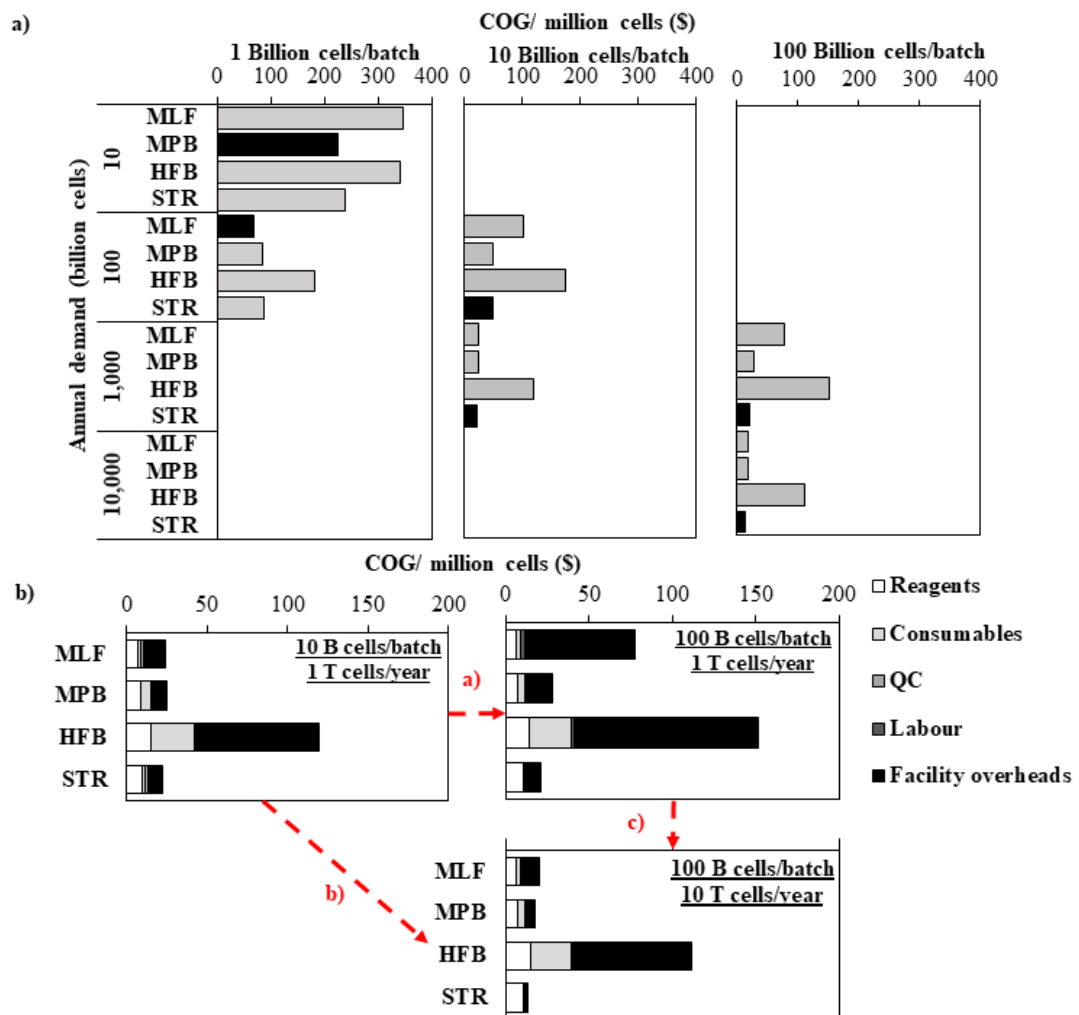 a)
COG/ million cells ($)
1 Billion cells/batch
10 Billion cells/batch
100 Billion cells/batch
0 100 200 300 400
0 100 200 300 400
0 100 200 300 400
Annual demand (billion cells)
10
MLF
MPB
HFB
STR
100
MLF
MPB
HFB
STR
1,000
MLF
MPB
HFB
STR
10,000
MLF
MPB
HFB
STR
b)
COG/ million cells ($)
0 50 100 150 200
0 50 100 150 200
MLF
MPB
HFB
STR
10 B cells/batch
1 T cells/year
a)
100 B cells/batch
1 T cells/year
Reagents
Consumables
QC
Labour
Facility overheads
b)
c)
MLF
MPB
HFB
STR
100 B cells/batch
10 T cells/year